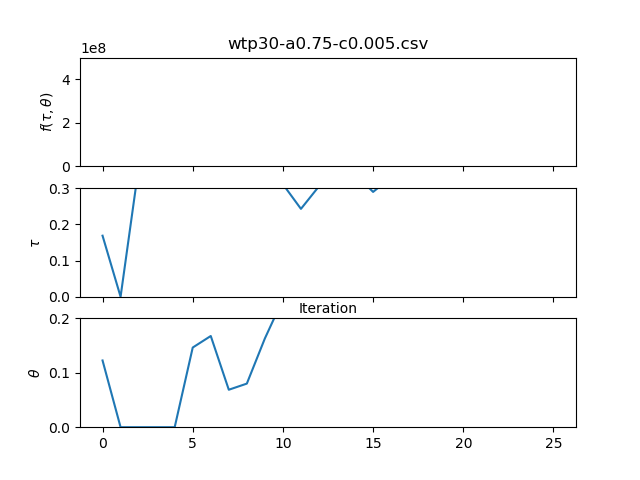 wtp30-a0.75-c0.005.csv
1e8
f(τ, θ)
4
2
0
τ
0.3
0.2
0.1
0.0
Iteration
θ
0.2
0.1
0.0
0 5 10 15 20 25